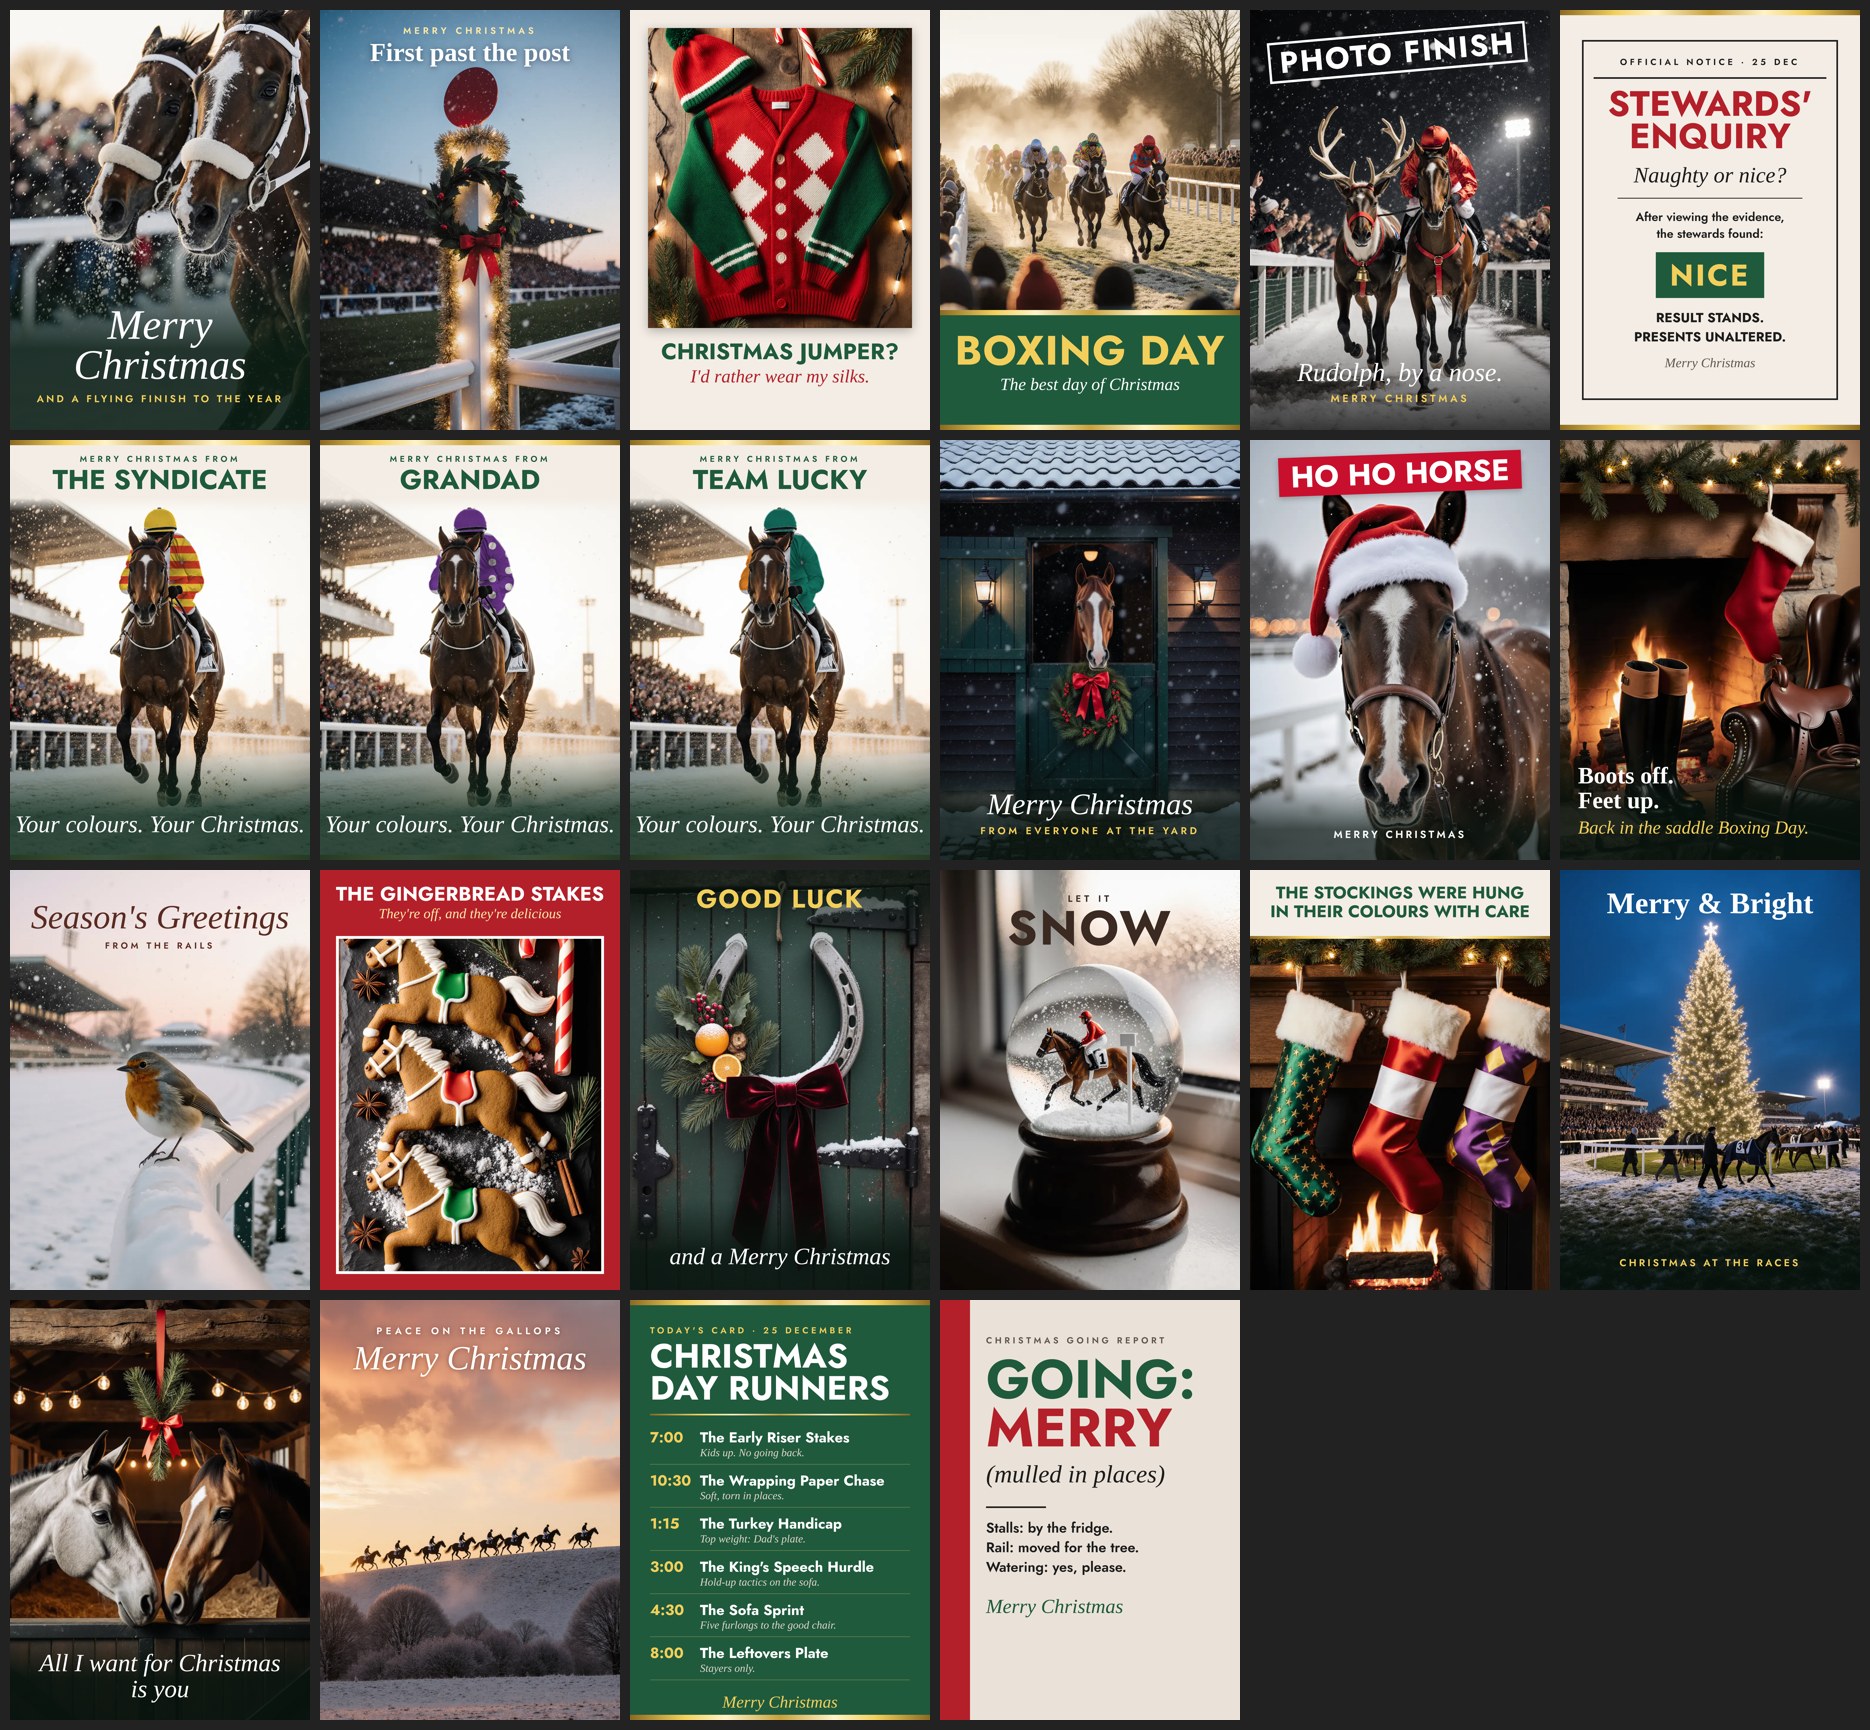 Merry
Christmas
AND A FLYING FINISH TO THE YEAR
MERRY CHRISTMAS
First past the post
CHRISTMAS JUMPER?
I'd rather wear my silks.
BOXING DAY
The best day of Christmas
PHOTO FINISH
Rudolph, by a nose.
MERRY CHRISTMAS
OFFICIAL NOTICE · 25 DEC
STEWARDS'
ENQUIRY
Naughty or nice?
After viewing the evidence,
the stewards found:
NICE
RESULT STANDS.
PRESENTS UNALTERED.
Merry Christmas
MERRY CHRISTMAS FROM
THE SYNDICATE
Your colours. Your Christmas.
MERRY CHRISTMAS FROM
GRANDAD
Your colours. Your Christmas.
MERRY CHRISTMAS FROM
TEAM LUCKY
Your colours. Your Christmas.
Merry Christmas
FROM EVERYONE AT THE YARD
HO HO HORSE
MERRY CHRISTMAS
Boots off.
Feet up.
Back in the saddle Boxing Day.
Season's Greetings
FROM THE RAILS
THE GINGERBREAD STAKES
They're off, and they're delicious
GOOD LUCK
and a Merry Christmas
LET IT
SNOW
1
THE STOCKINGS WERE HUNG
IN THEIR COLOURS WITH CARE
Merry & Bright
CHRISTMAS AT THE RACES
All I want for Christmas
is you
PEACE ON THE GALLOPS
Merry Christmas
TODAY'S CARD · 25 DECEMBER
CHRISTMAS
DAY RUNNERS
7:00 The Early Riser Stakes
Kids up. No going back.
10:30 The Wrapping Paper Chase
Soft, torn in places.
1:15 The Turkey Handicap
Top weight: Dad's plate.
3:00 The King's Speech Hurdle
Hold-up tactics on the sofa.
4:30 The Sofa Sprint
Five furlongs to the good chair.
8:00 The Leftovers Plate
Stayers only.
Merry Christmas
CHRISTMAS GOING REPORT
GOING:
MERRY
(mulled in places)
Stalls: by the fridge.
Rail: moved for the tree.
Watering: yes, please.
Merry Christmas